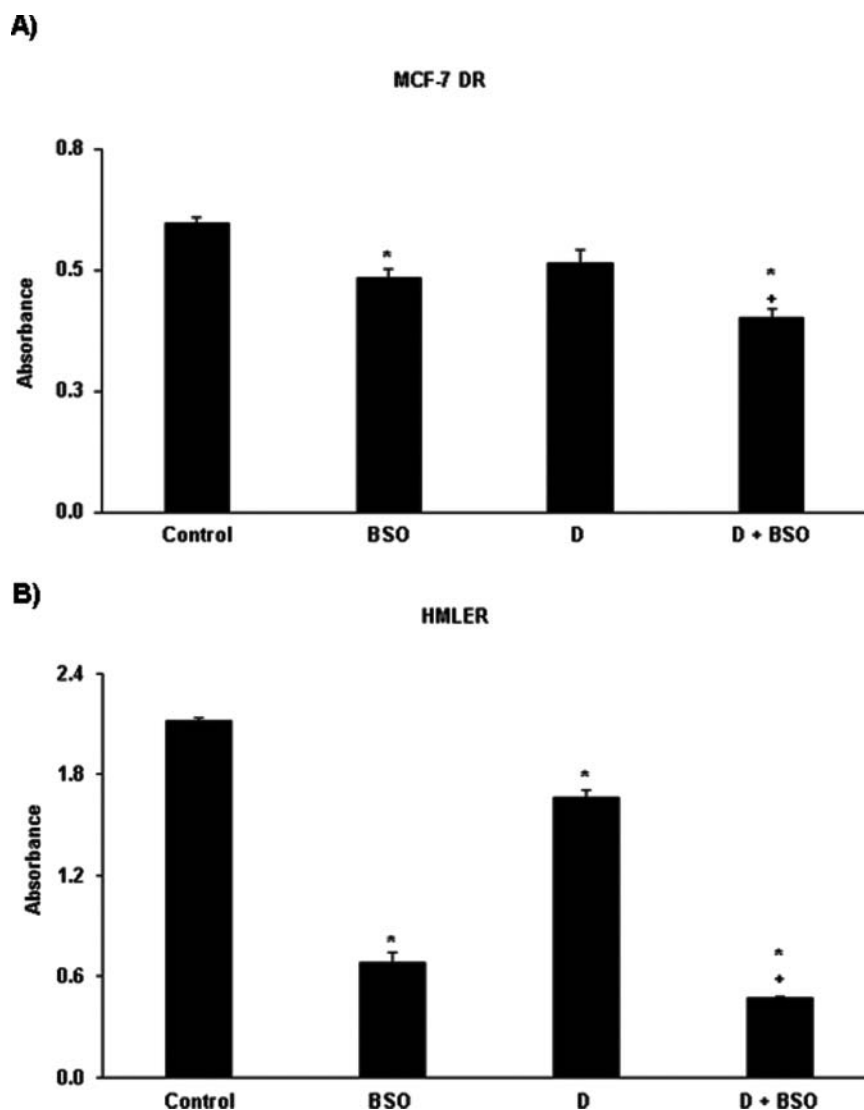 A)
MCF-7 DR
0.8
*
*
0.5
+
Absorbance
0.3
0.0
Control BSO D D + BSO
B)
HMLER
2.4
*
1.8
Absorbance
1.2
*
*
0.6
+
0.0
Control BSO D D + BSO